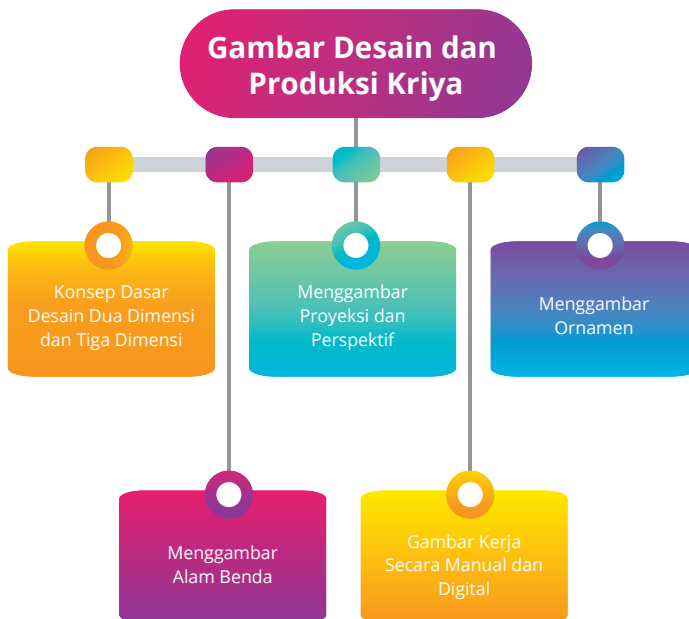 Gambar Desain dan
Produksi Kriya
Konsep Dasar
Desain Dua Dimensi
dan Tiga Dimensi
Menggambar
Proyeksi dan
Perspektif
Menggambar
Ornamen
Menggambar
Alam Benda
Gambar Kerja
Secara Manual dan
Digital